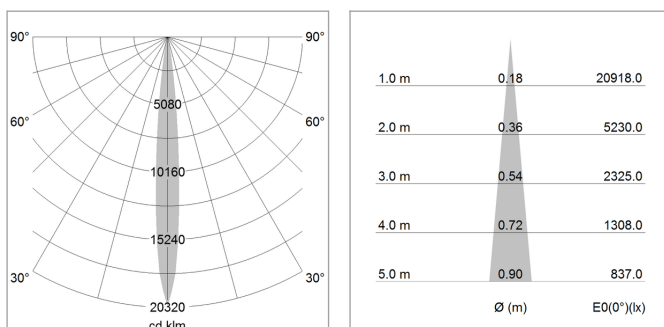 90° 90°
5080
60° 60°
10160
15240
30° 30°
20320
cd klm
1.0 m 0.18 20918.0
2.0 m 0.36 5230.0
3.0 m 0.54 2325.0
4.0 m 0.72 1308.0
5.0 m 0.90 837.0
Ø (m) E0(0°)(lx)